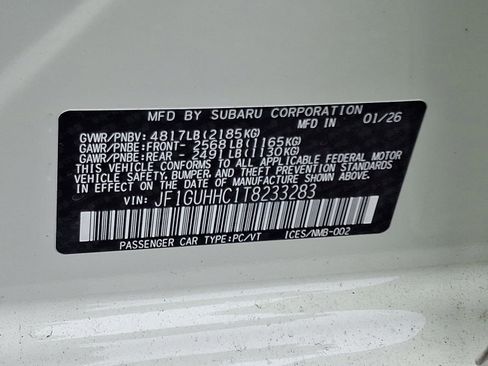 MFD BY SUBARU CORPORATION
MFD IN 01/26
GVWR/PNBV: 4817LB(2185KG)
GAWR/PNBE:FRONT- 2568LB(1165KG)
GAWR/PNBE:REAR - 2491LB(1130KG)
THIS VEHICLE CONFORMS TO ALL APPLICABLE FEDERAL MOTOR
VEHICLE SAFETY, BUMPER, AND THEFT PREVENTION STANDARDS
IN EFFECT ON THE DATE OF MANUFACTURE SHOWN ABOVE.
VIN: JF1GUHHC1T8233283
PASSENGER CAR TYPE:PC/VT ICES/NMB-002